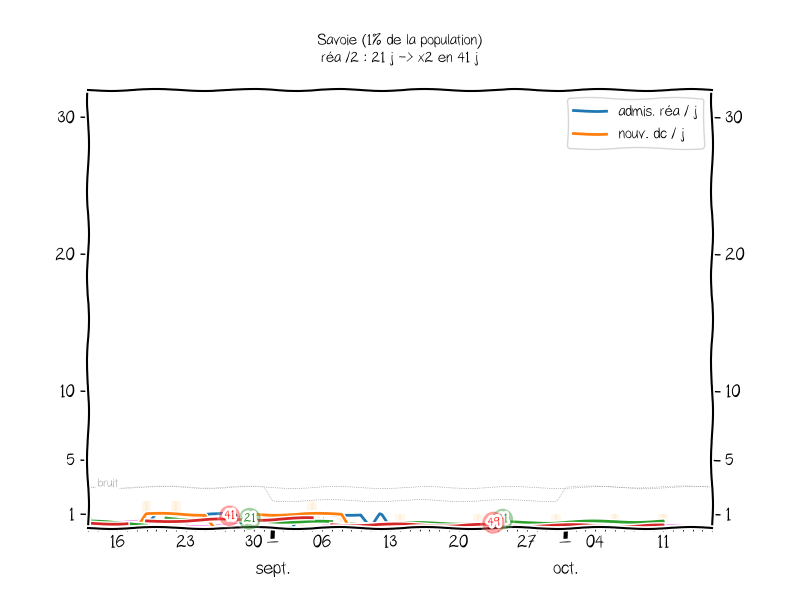 Savoie (1% de la population)
réa /2 : 21 j -> x2 en 41 j
admis. réa / j
nouv. dc / j
30 30
20 20
10 10
5 5
bruit
1 1
41 21 49
16 23 30 06 13 20 27 04 11
sept. oct.